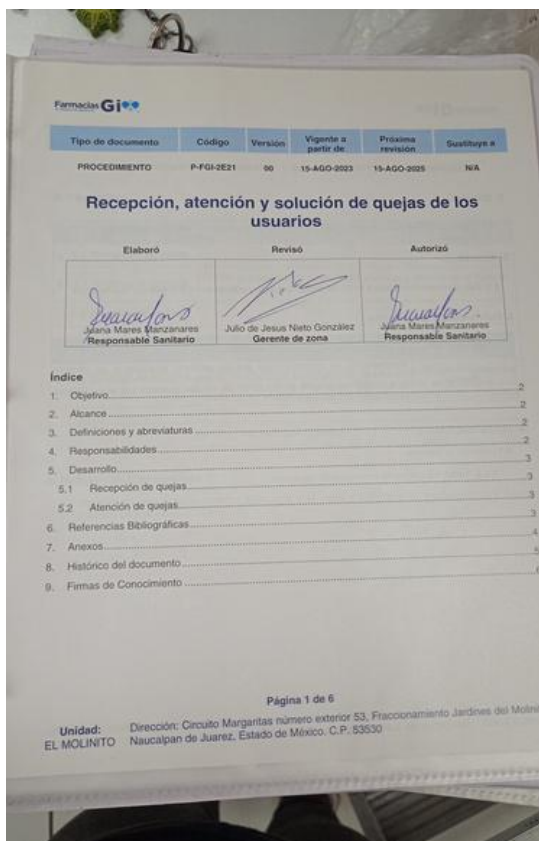 Farmacias Gi
Tipo de documento Código Versión Vigente a partir de Próxima revisión Sustituye a
PROCEDIMIENTO P-FGI-2E21 00 15-AGO-2023 15-AGO-2025 N/A
Recepción, atención y solución de quejas de los
usuarios
Elaboró Revisó Autorizó
Juana Mares Manzanares Julio de Jesus Nieto González Juana Mares Manzanares
Responsable Sanitario Gerente de zona Responsable Sanitario
Índice
1. Objetivo 2
2. Alcance 2
3. Definiciones y abreviaturas 2
4. Responsabilidades 2
5. Desarrollo 3
5.1 Recepción de quejas 3
5.2 Atención de quejas 3
6. Referencias Bibliográficas 3
7. Anexos 4
8. Histórico del documento 5
9. Firmas de Conocimiento
Página 1 de 6
Unidad: Dirección: Circuito Margaritas número exterior 53, Fraccionamiento Jardines del
EL MOLINITO Naucalpan de Juarez, Estado de México. C.P. 53530